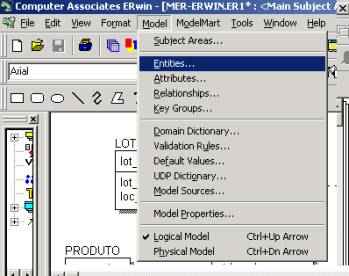 Computer Associates ERwin - [MER-ERWIN.ER1* : <Main Subject A
File Edit View Format Model ModelMart Tools Window Help
Arial
Subject Areas...
Entities...
Attributes...
Relationships...
Key Groups...
Domain Dictionary...
Validation Rules...
Default Values...
UDP Dictionary...
Model Sources...
Model Properties...
Logical Model Ctrl+Up Arrow
Physical Model Ctrl+Dn Arrow
LOT
lot_
lot_
loc_
PRODUTO